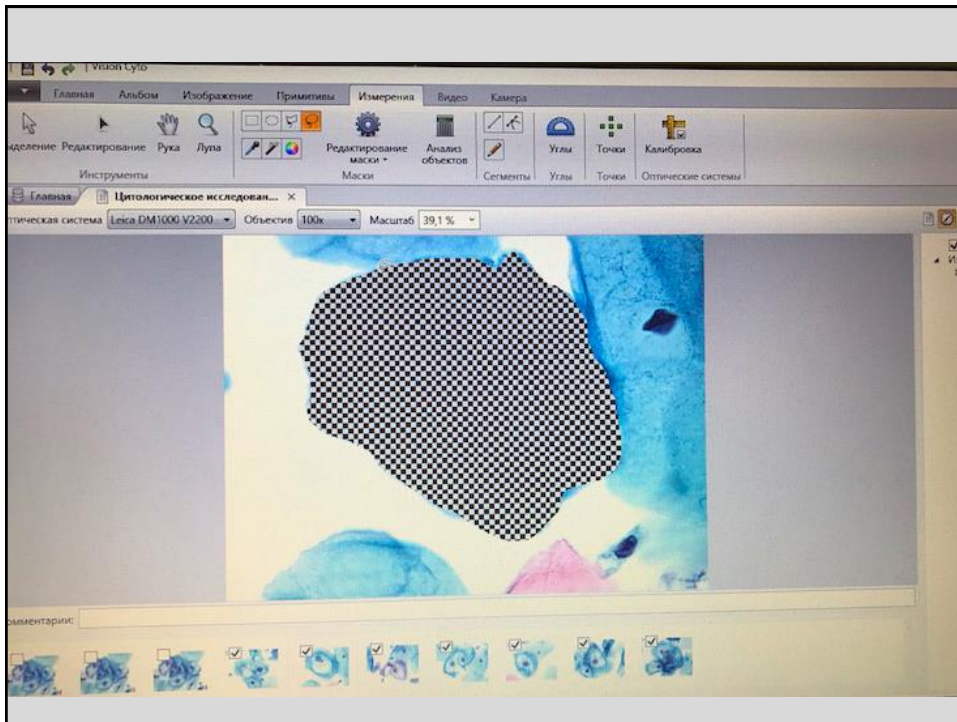 Vision Cyto
Главная Альбом Изображение Примитивы Измерения Видео Камера
Редактирование Рука Лупа Редактирование маски Анализ объектов Углы Точки Калибровка
Инструменты Маски Сегменты Углы Точки Оптические системы
Главная Цитологическое исследован...
система Leica DM1000 V2200 Объектив 100x Масштаб 39,1 %